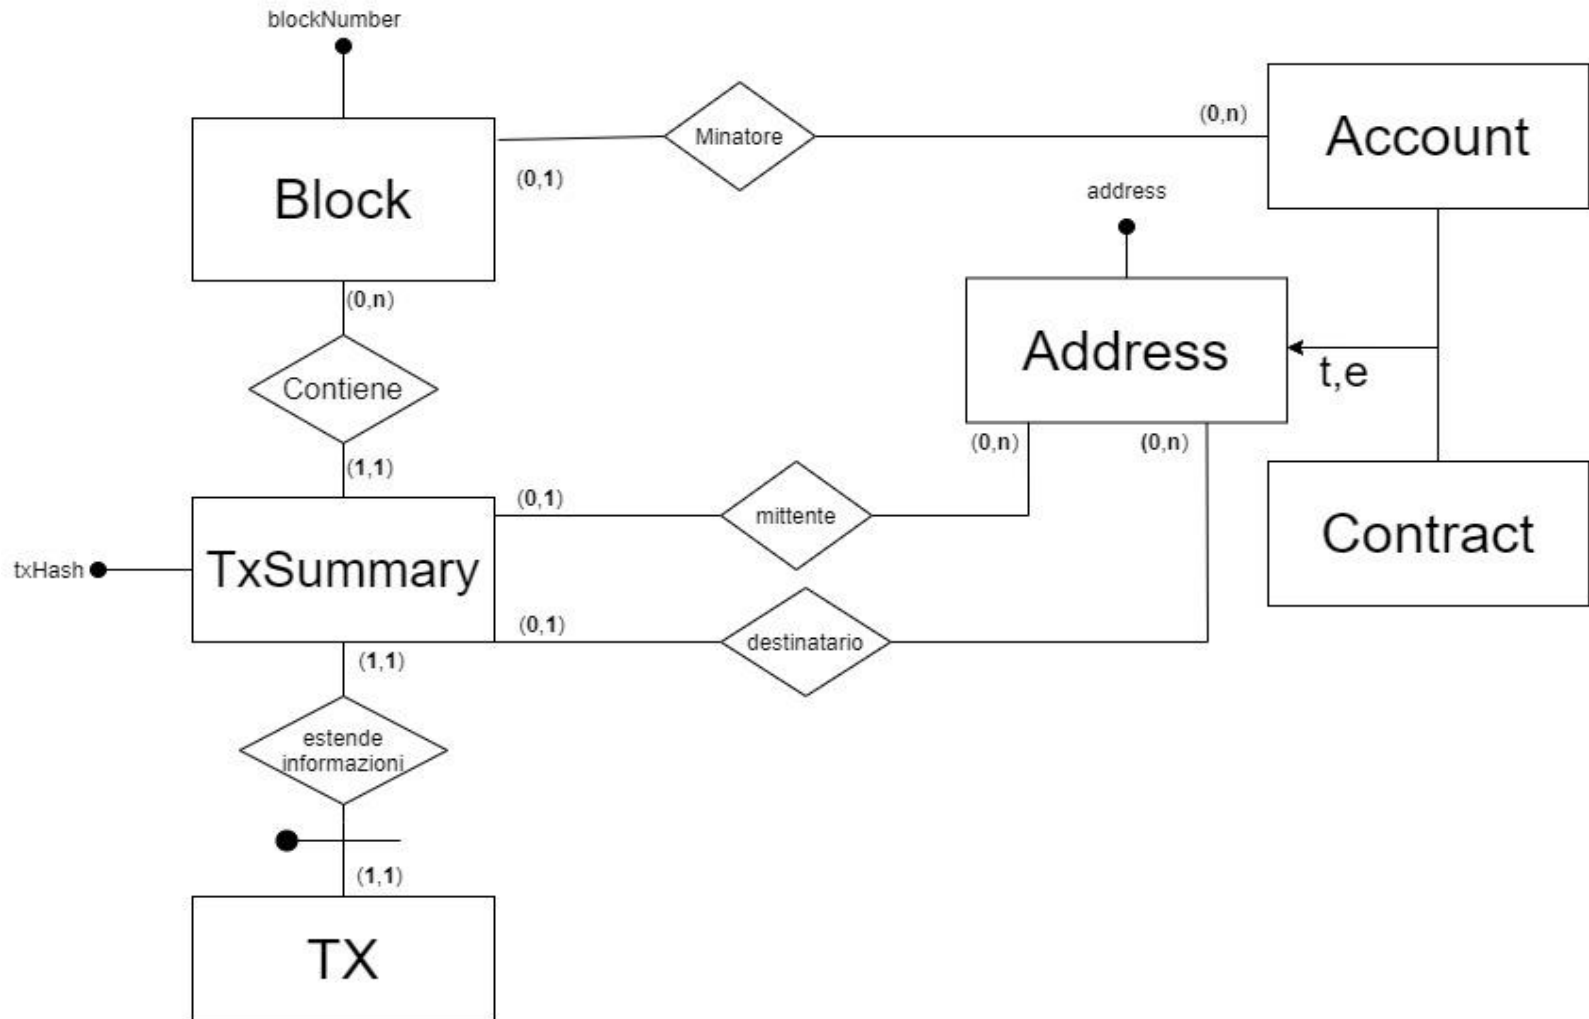 blockNumber
Block
(0,1)
Minatore
(0,n)
Account
address
Address
t,e
(0,n)
Contiene
(1,1)
(0,n)
(0,n)
Contract
txHash
TxSummary
(0,1)
mittente
(0,1)
destinatario
(1,1)
estende
informazioni
(1,1)
TX